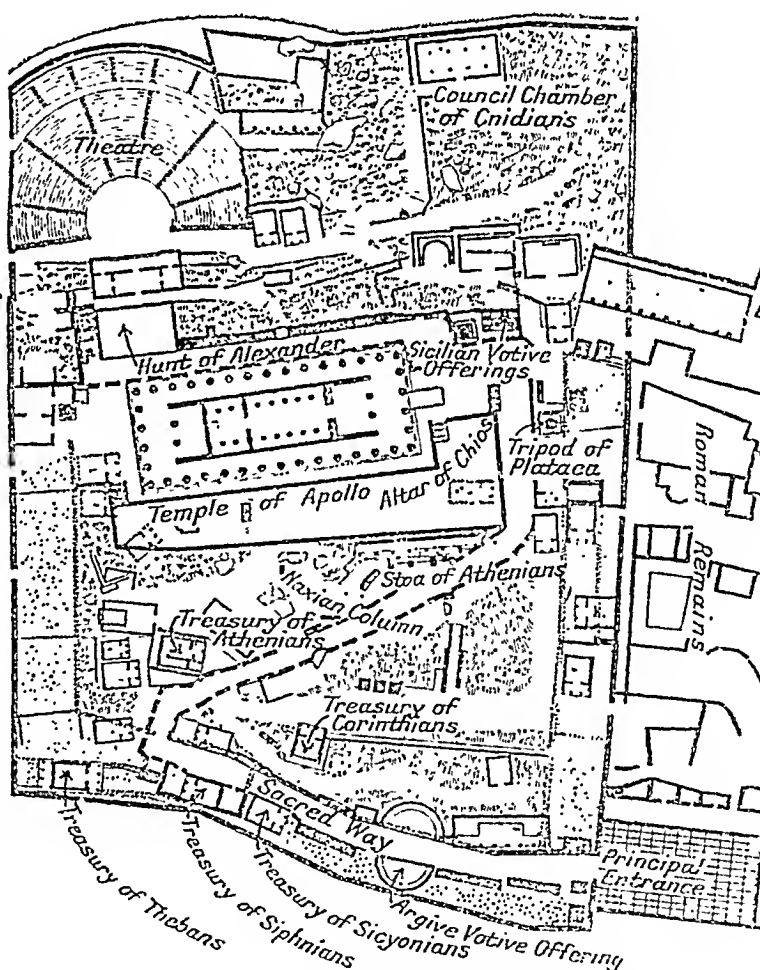 Council Chamber
of Cnidians
Theatre
Hunt of Alexander
Sicilian Votive
Offerings
Tripod of
Plataea
Roman
Remains
Temple of Apollo
Altar of Chios
Stoa of Athenians
Naxian Column
Treasury of
Athenians
Treasury of
Corinthians
Sacred Way
Principal
Entrance
Treasury of Thebans
Treasury of Siphnians
Treasury of Sicyonians
Argive Votive Offering